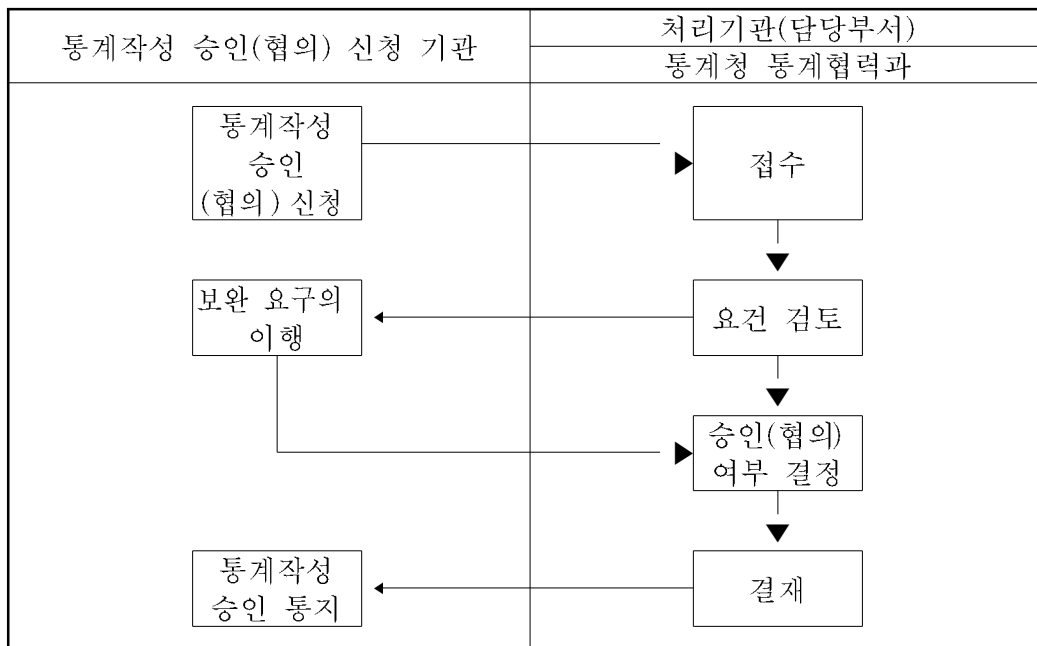 통계작성 승인(협의) 신청 기관
처리기관(담당부서)
통계청 통계협력과
통계작성
승인
(협의) 신청
접수
보완 요구의
이행
요건 검토
승인(협의)
여부 결정
통계작성
승인 통지
결재